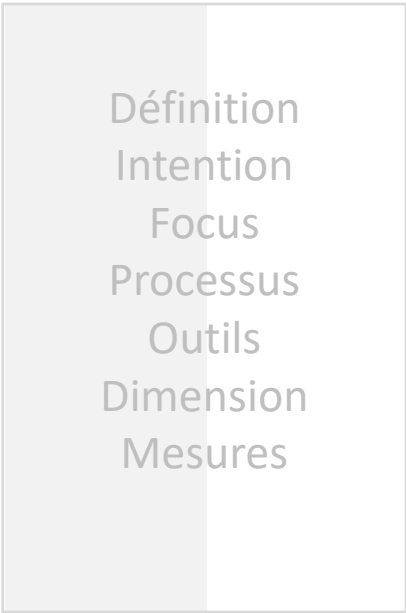 Définition
Intention
Focus
Processus
Outils
Dimension
Mesures